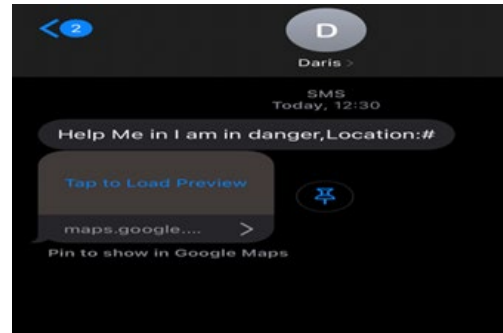 2
D
Daris >
SMS
Today, 12:30
Help Me in I am in danger,Location:#
Tap to Load Preview
maps.google.... >
Pin to show in Google Maps